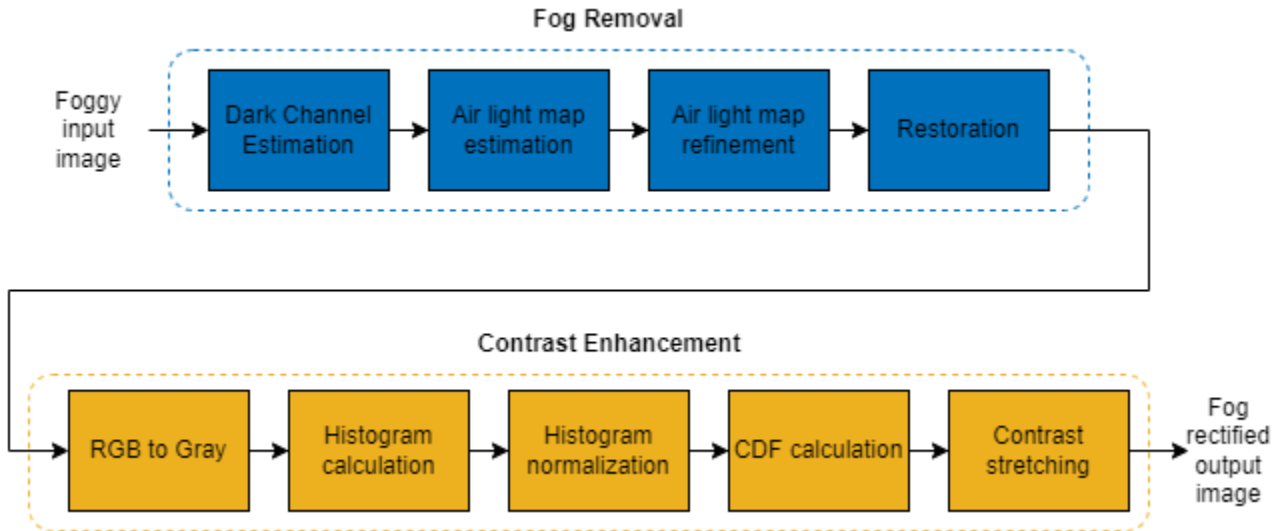 Fog Removal
Foggy
input
image
Dark Channel
Estimation
Air light map
estimation
Air light map
refinement
Restoration
Contrast Enhancement
RGB to Gray
Histogram
calculation
Histogram
normalization
CDF calculation
Contrast
stretching
Fog
rectified
output
image